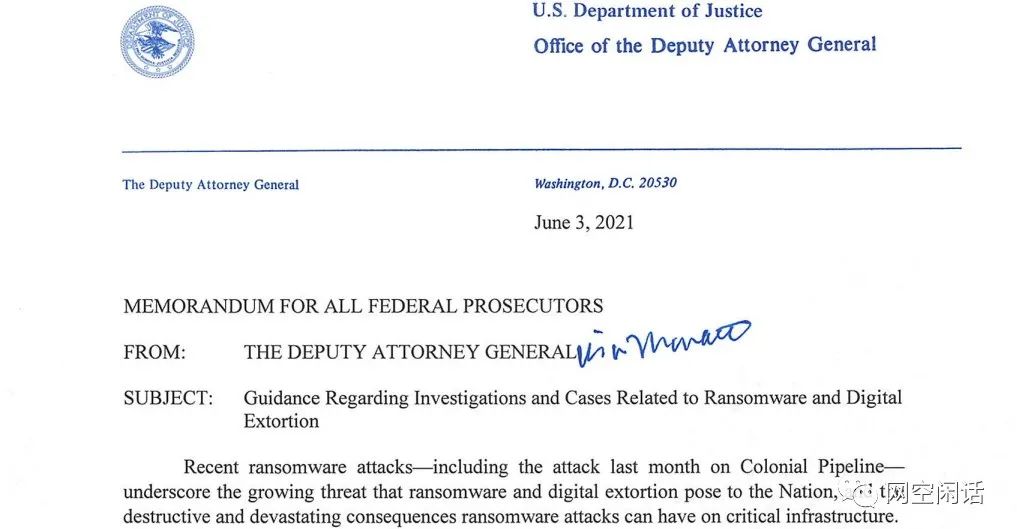 U.S. Department of Justice
Office of the Deputy Attorney General
The Deputy Attorney General
Washington, D.C. 20530
June 3, 2021
MEMORANDUM FOR ALL FEDERAL PROSECUTORS
FROM: THE DEPUTY ATTORNEY GENERAL
SUBJECT: Guidance Regarding Investigations and Cases Related to Ransomware and Digital
Extortion
Recent ransomware attacks—including the attack last month on Colonial Pipeline—
underscore the growing threat that ransomware and digital extortion pose to the Nation,
destructive and devastating consequences ransomware attacks can have on critical infrastructure.
网空闲话